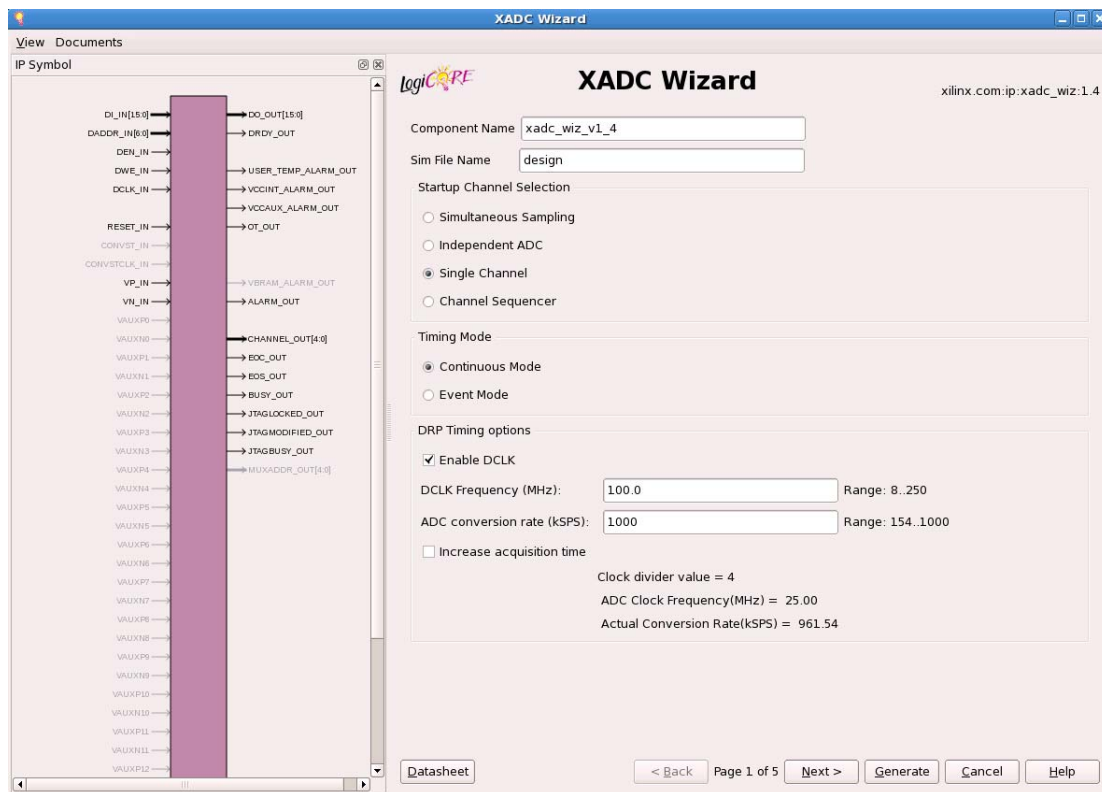 XADC Wizard
View Documents
IP Symbol
DI_IN[15:0]
DADDR_IN[6:0]
DEN_IN
DWE_IN
DCLK_IN
RESET_IN
CONVST_IN
CONVSTCLK_IN
VP_IN
VN_IN
VAUXP0
VAUXN0
VAUXP1
VAUXN1
VAUXP2
VAUXN2
VAUXP3
VAUXN3
VAUXP4
VAUXN4
VAUXP5
VAUXN5
VAUXP6
VAUXN6
VAUXP7
VAUXN7
VAUXP8
VAUXN8
VAUXP9
VAUXN9
VAUXP10
VAUXN10
VAUXP11
VAUXN11
VAUXP12
DO_OUT[15:0]
DRDY_OUT
USER_TEMP_ALARM_OUT
VCCINT_ALARM_OUT
VCCAUX_ALARM_OUT
OT_OUT
VBRAM_ALARM_OUT
ALARM_OUT
CHANNEL_OUT[4:0]
EOC_OUT
EOS_OUT
BUSY_OUT
JTAGLOCKED_OUT
JTAGMODIFIED_OUT
JTAGBUSY_OUT
MUXADDR_OUT[4:0]
LogiCORE
XADC Wizard
xilinx.com:ip:xadc_wiz:1.4
Component Name xadc_wiz_v1_4
Sim File Name design
Startup Channel Selection
Simultaneous Sampling
Independent ADC
Single Channel
Channel Sequencer
Timing Mode
Continuous Mode
Event Mode
DRP Timing options
Enable DCLK
DCLK Frequency (MHz): 100.0 Range: 8..250
ADC conversion rate (kSPS): 1000 Range: 154..1000
Increase acquisition time
Clock divider value = 4
ADC Clock Frequency(MHz) = 25.00
Actual Conversion Rate(kSPS) = 961.54
Datasheet < Back Page 1 of 5 Next > Generate Cancel Help